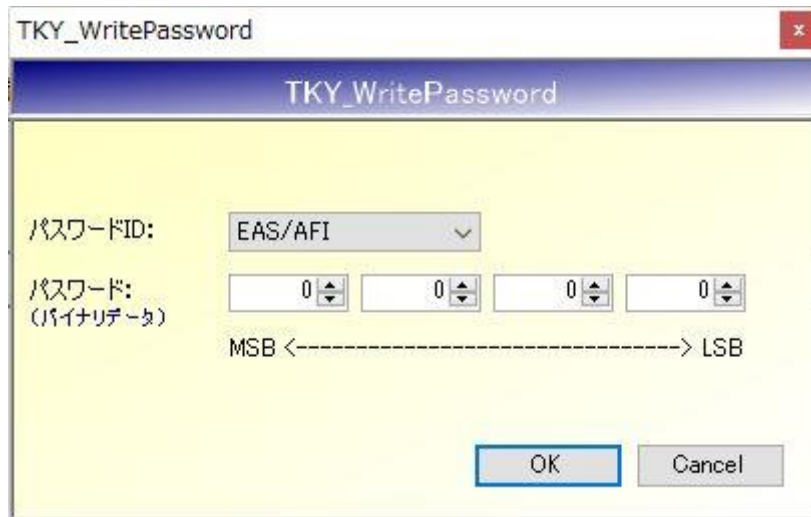 TKY_WritePassword
TKY_WritePassword
パスワードID:
EAS/AFI
パスワード:
0 0 0 0
(バイナリデータ)
MSB <--------------------------------> LSB
OK Cancel